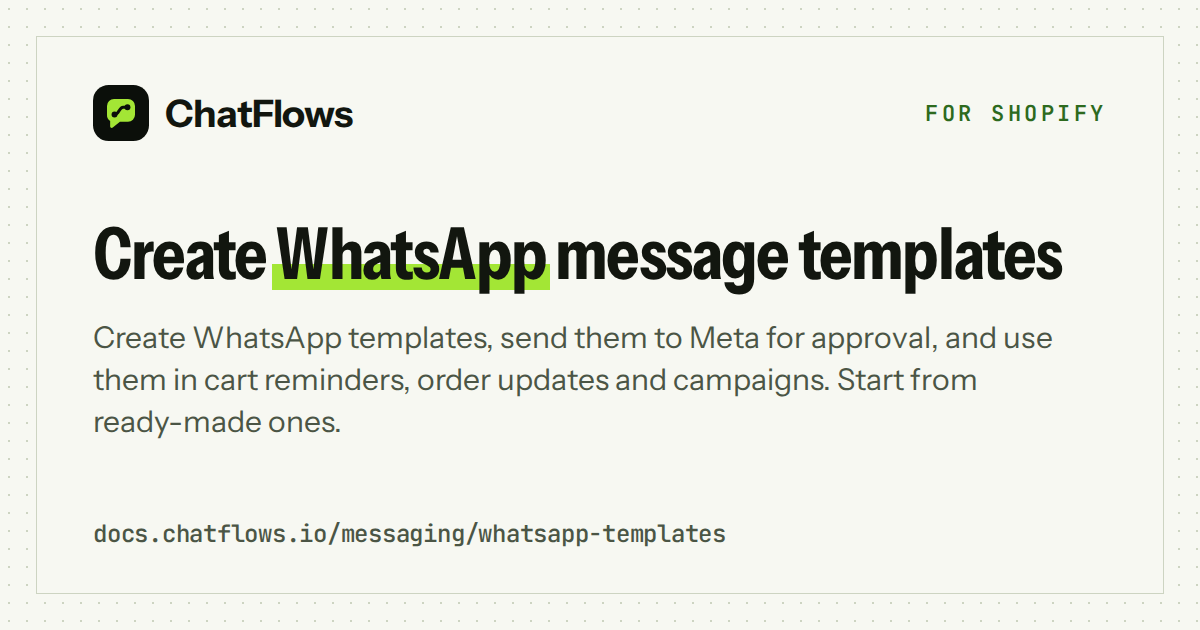 ChatFlows
FOR SHOPIFY
Create WhatsApp message templates
Create WhatsApp templates, send them to Meta for approval, and use
them in cart reminders, order updates and campaigns. Start from
ready-made ones.
docs.chatflows.io/messaging/whatsapp-templates